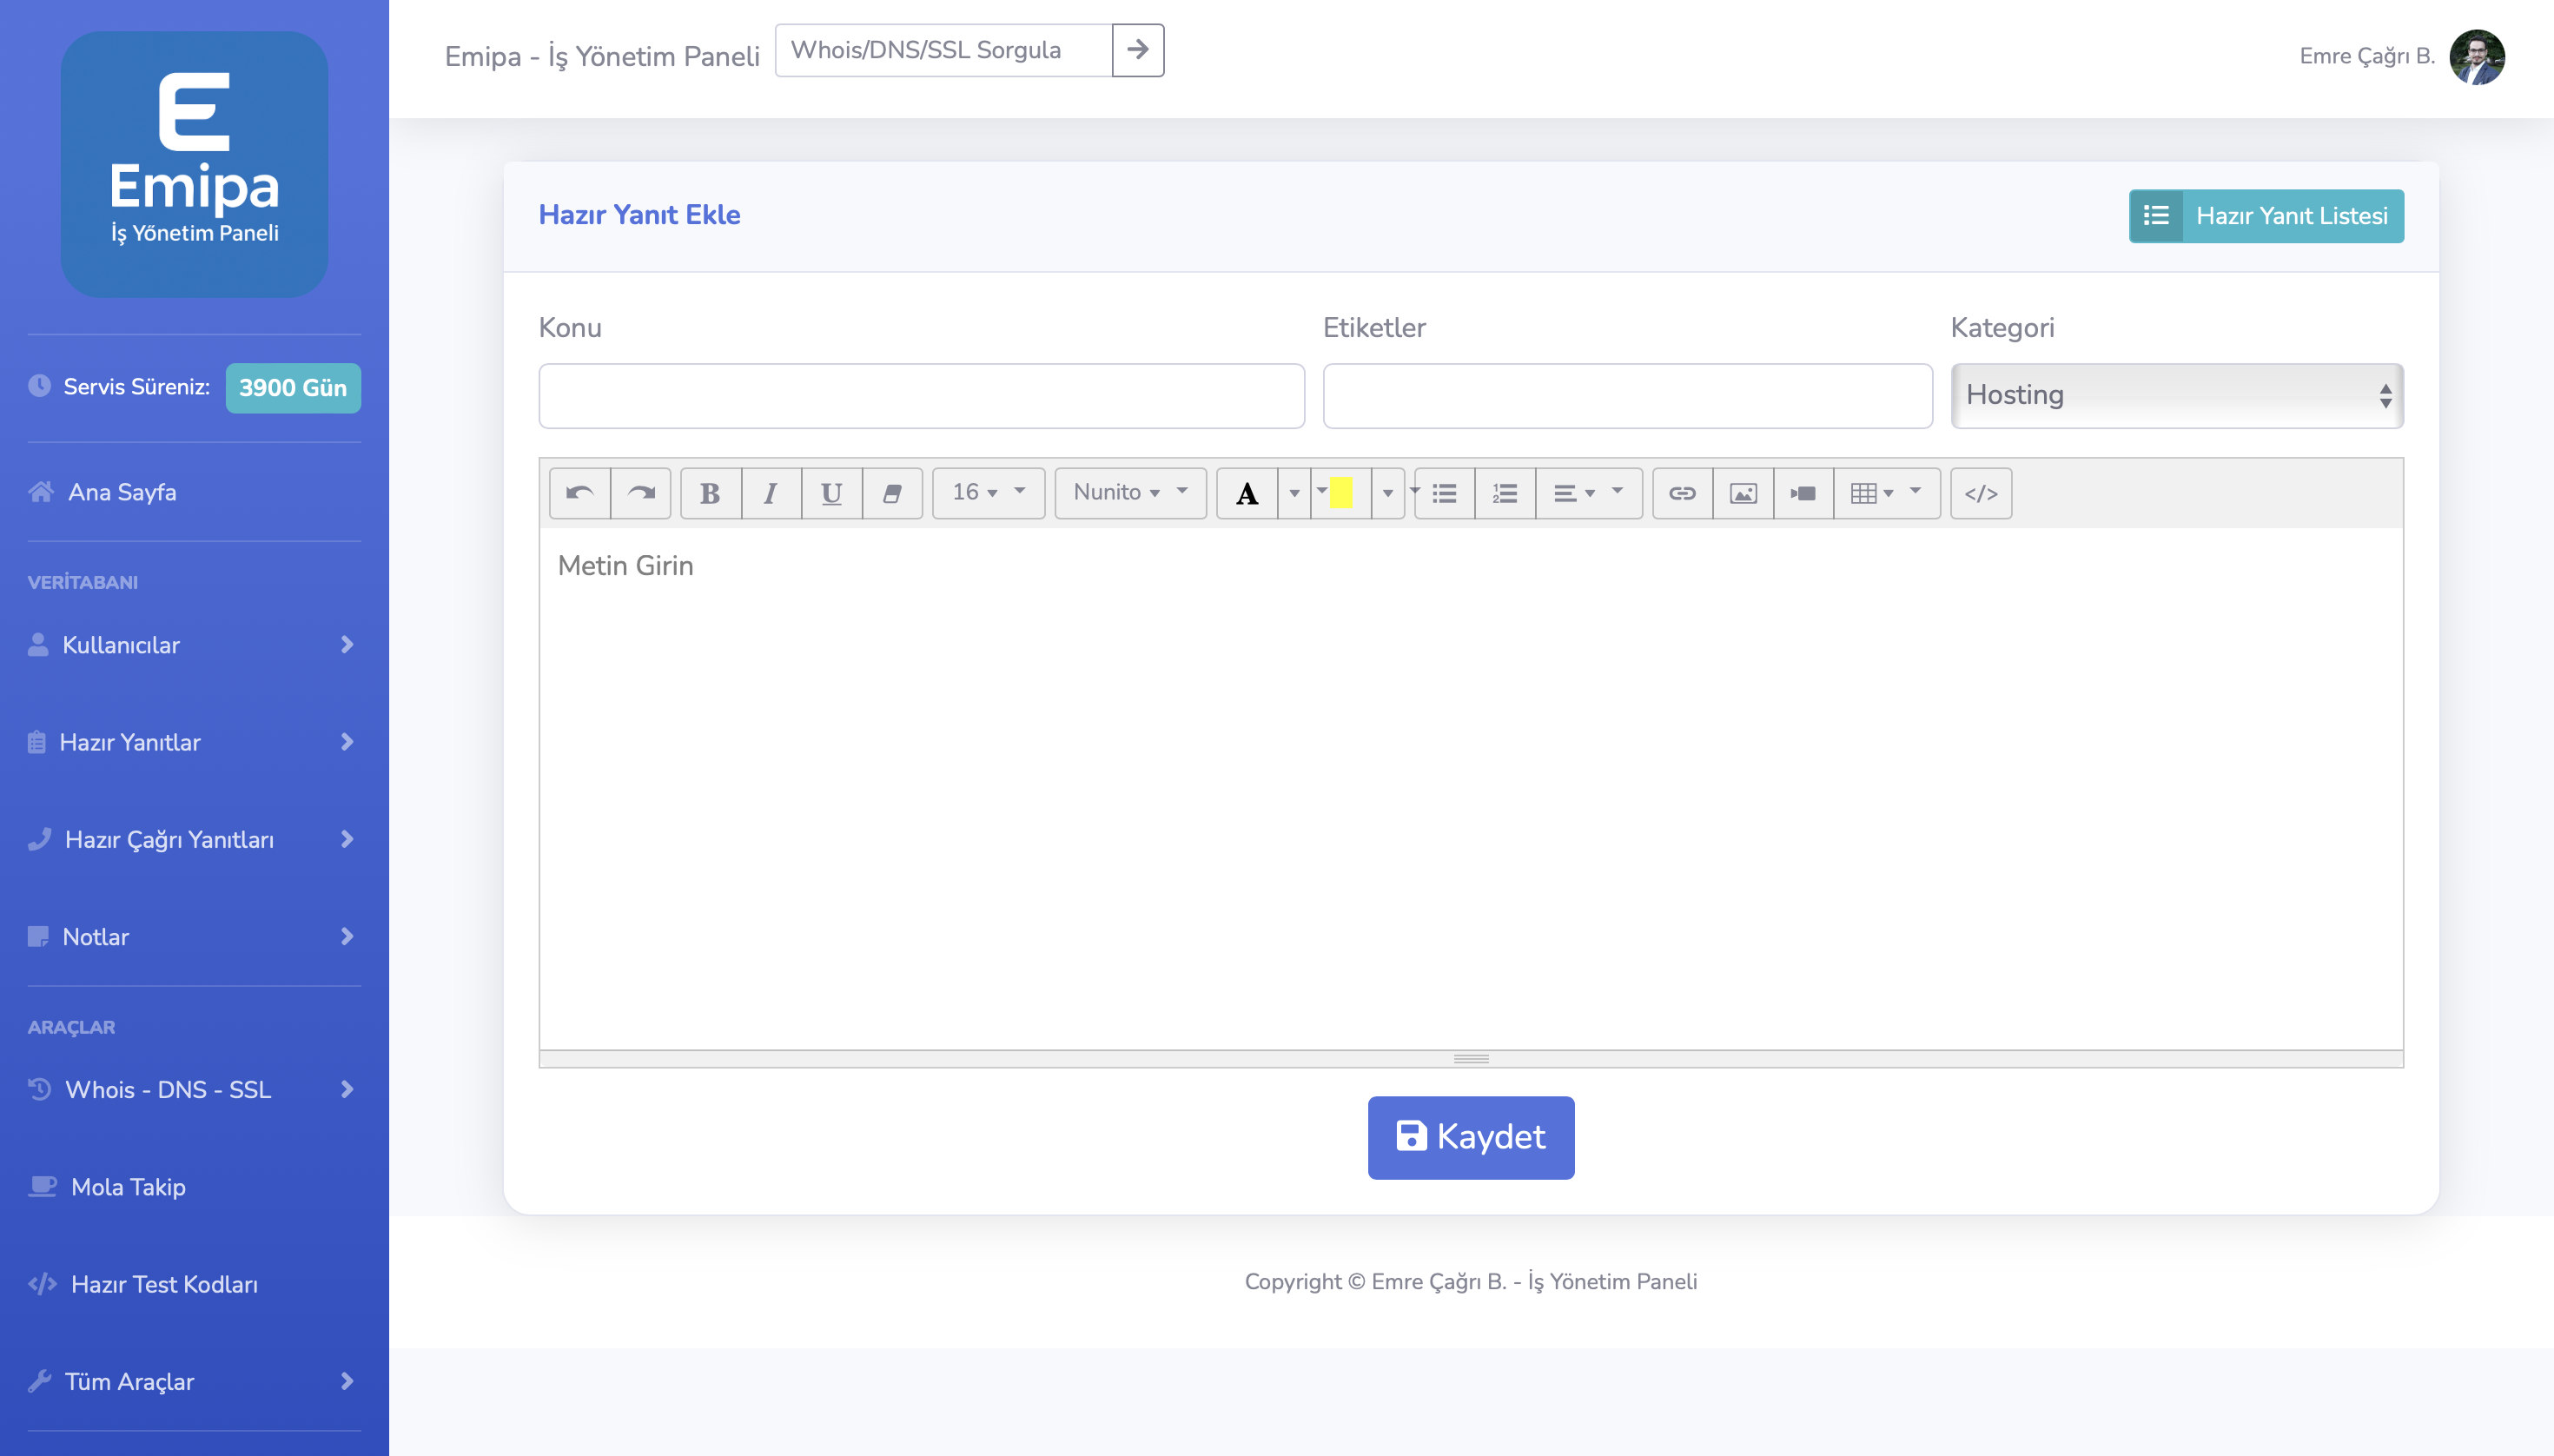 Emipa
İş Yönetim Paneli
Servis Süreniz: 3900 Gün
Ana Sayfa
VERİTABANI
Kullanıcılar
Hazır Yanıtlar
Hazır Çağrı Yanıtları
Notlar
ARAÇLAR
Whois - DNS - SSL
Mola Takip
Hazır Test Kodları
Tüm Araçlar
Emipa - İş Yönetim Paneli
Whois/DNS/SSL Sorgula
Emre Çağrı B.
Hazır Yanıt Ekle
Hazır Yanıt Listesi
Konu
Etiketler
Kategori
Hosting
B I U 16 Nunito A </>
Metin Girin
Kaydet
Copyright © Emre Çağrı B. - İş Yönetim Paneli